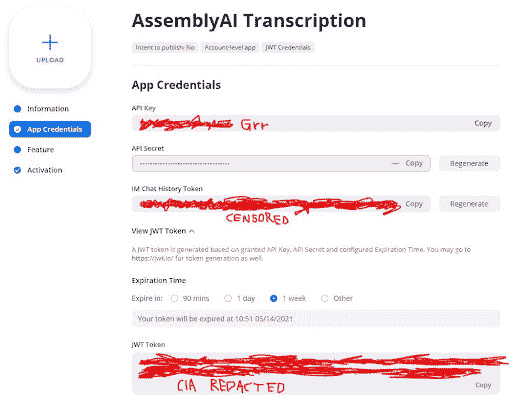 AssemblyAI Transcription
Intent to publish: No Account-level app JWT Credentials
UPLOAD
Information
App Credentials
Feature
Activation
App Credentials
API Key
Grr Copy
API Secret
Copy Regenerate
IM Chat History Token
Copy Regenerate
CENSORED
View JWT Token
A JWT token is generated based on granted API Key, API Secret and configured Expiration Time. You may go to
https://jwt.io/ for token generation as well.
Expiration Time
Expire in: 90 mins 1 day 1 week Other
Your token will be expired at 10:51 05/14/2021
JWT Token
CIA REDACTED Copy